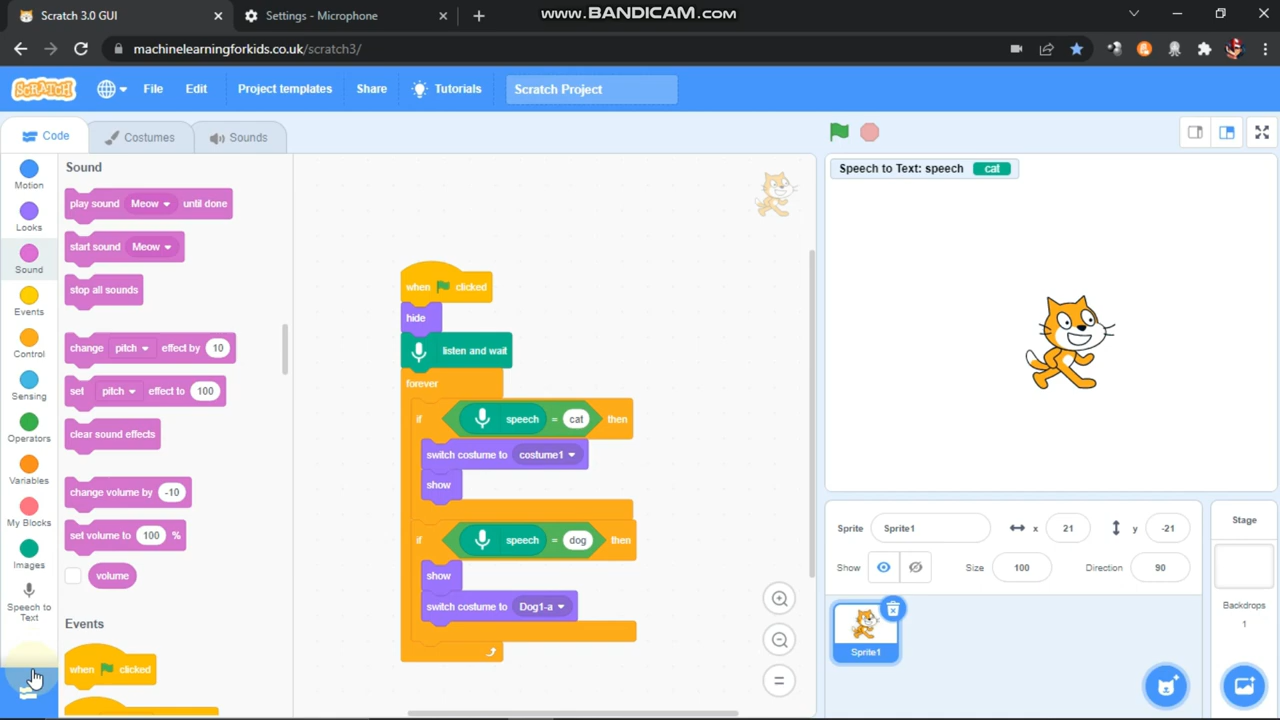 www.BANDICAM.com
Scratch 3.0 GUI
Settings - Microphone
machinelearningforkids.co.uk/scratch3/
SCRATCH
File
Edit
Project templates
Share
Tutorials
Scratch Project
Code
Costumes
Sounds
Motion
Looks
Sound
Events
Control
Sensing
Operators
Variables
My Blocks
Images
Speech to
Text
Sound
play sound Meow until done
start sound Meow
stop all sounds
change pitch effect by 10
set pitch effect to 100
clear sound effects
change volume by -10
set volume to 100 %
volume
Events
when clicked
when clicked
hide
listen and wait
forever
if speech = cat then
switch costume to costume1
show
if speech = dog then
show
switch costume to Dog1-a
Speech to Text: speech cat
Sprite Sprite1 x 21 y -21
Show Size 100 Direction 90
Sprite1
Stage
Backdrops
1